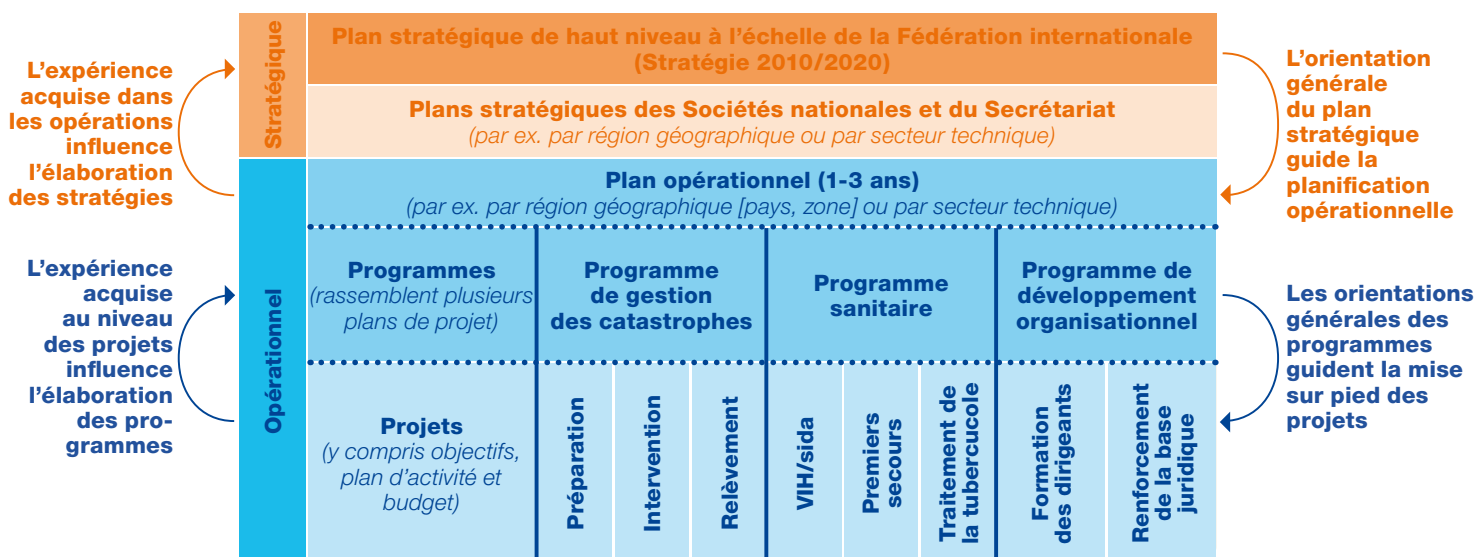 L'expérience
acquise dans
les opérations
influence
l'élaboration
des stratégies
Stratégique
Plan stratégique de haut niveau à l'échelle de la Fédération internationale
(Stratégie 2010/2020)
Plans stratégiques des Sociétés nationales et du Secrétariat
(par ex. par région géographique ou par secteur technique)
L'orientation
générale
du plan
stratégique
guide la
planification
opérationnelle
L'expérience
acquise
au niveau
des projets
influence
l'élaboration
des pro-
grammes
Opérationnel
Plan opérationnel (1-3 ans)
(par ex. par région géographique [pays, zone] ou par secteur technique)
Programmes
(rassemblent plusieurs
plans de projet)
Programme
de gestion
des catastrophes
Programme
sanitaire
Programme de
développement
organisationnel
Projets
(y compris objectifs,
plan d'activité et
budget)
Préparation
Intervention
Relèvement
VIH/sida
Premiers
secours
Traitement de
la tubercucole
Formation
des dirigeants
Renforcement
de la base
juridique
Les orientations
générales des
programmes
guident la mise
sur pied des
projets